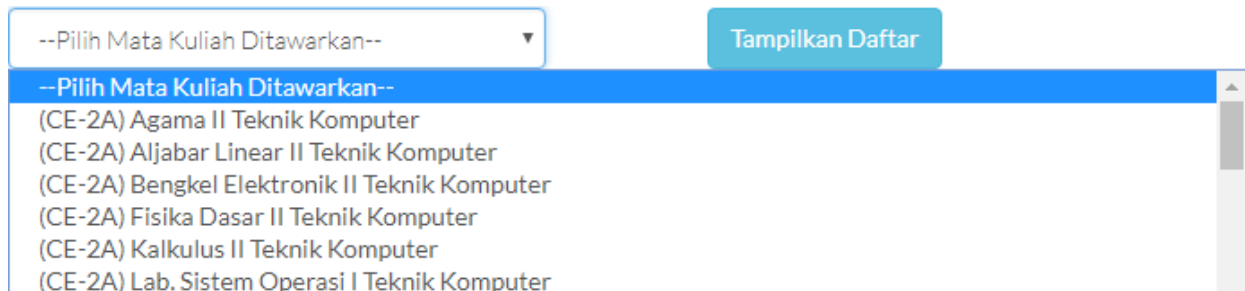 --Pilih Mata Kuliah Ditawarkan-- Tampilkan Daftar
--Pilih Mata Kuliah Ditawarkan--
(CE-2A) Agama II Teknik Komputer
(CE-2A) Aljabar Linear II Teknik Komputer
(CE-2A) Bengkel Elektronik II Teknik Komputer
(CE-2A) Fisika Dasar II Teknik Komputer
(CE-2A) Kalkulus II Teknik Komputer
(CE-2A) Lab. Sistem Operasi I Teknik Komputer